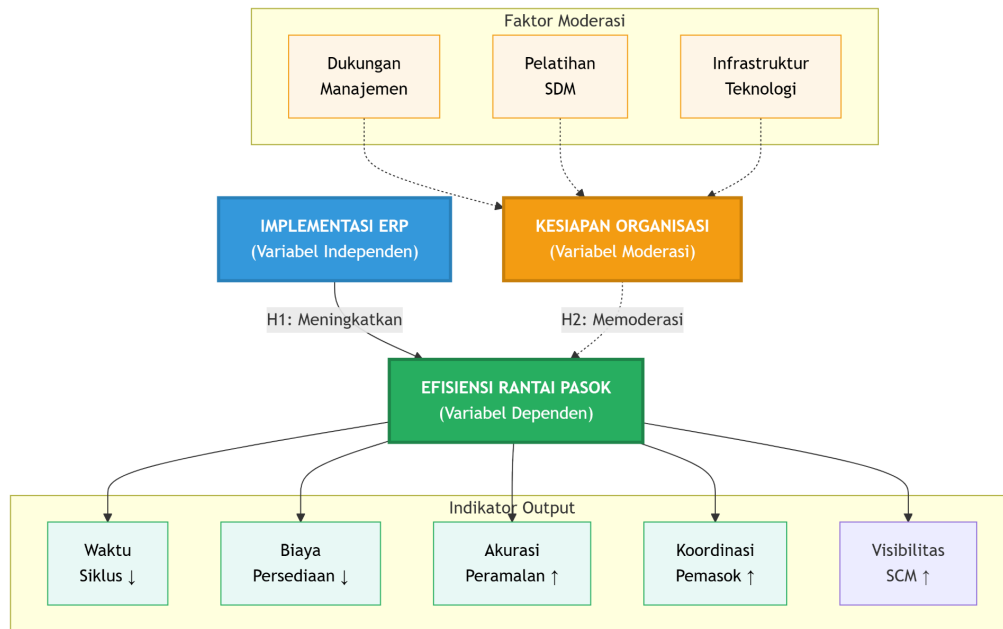 Faktor Moderasi
Dukungan
Manajemen
Pelatihan
SDM
Infrastruktur
Teknologi
IMPLEMENTASI ERP
(Variabel Independen)
KESIAPAN ORGANISASI
(Variabel Moderasi)
H1: Meningkatkan
H2: Memoderasi
EFISIENSI RANTAI PASOK
(Variabel Dependen)
Indikator Output
Waktu
Siklus ↓
Biaya
Persediaan ↓
Akurasi
Peramalan ↑
Koordinasi
Pemasok ↑
Visibilitas
SCM ↑